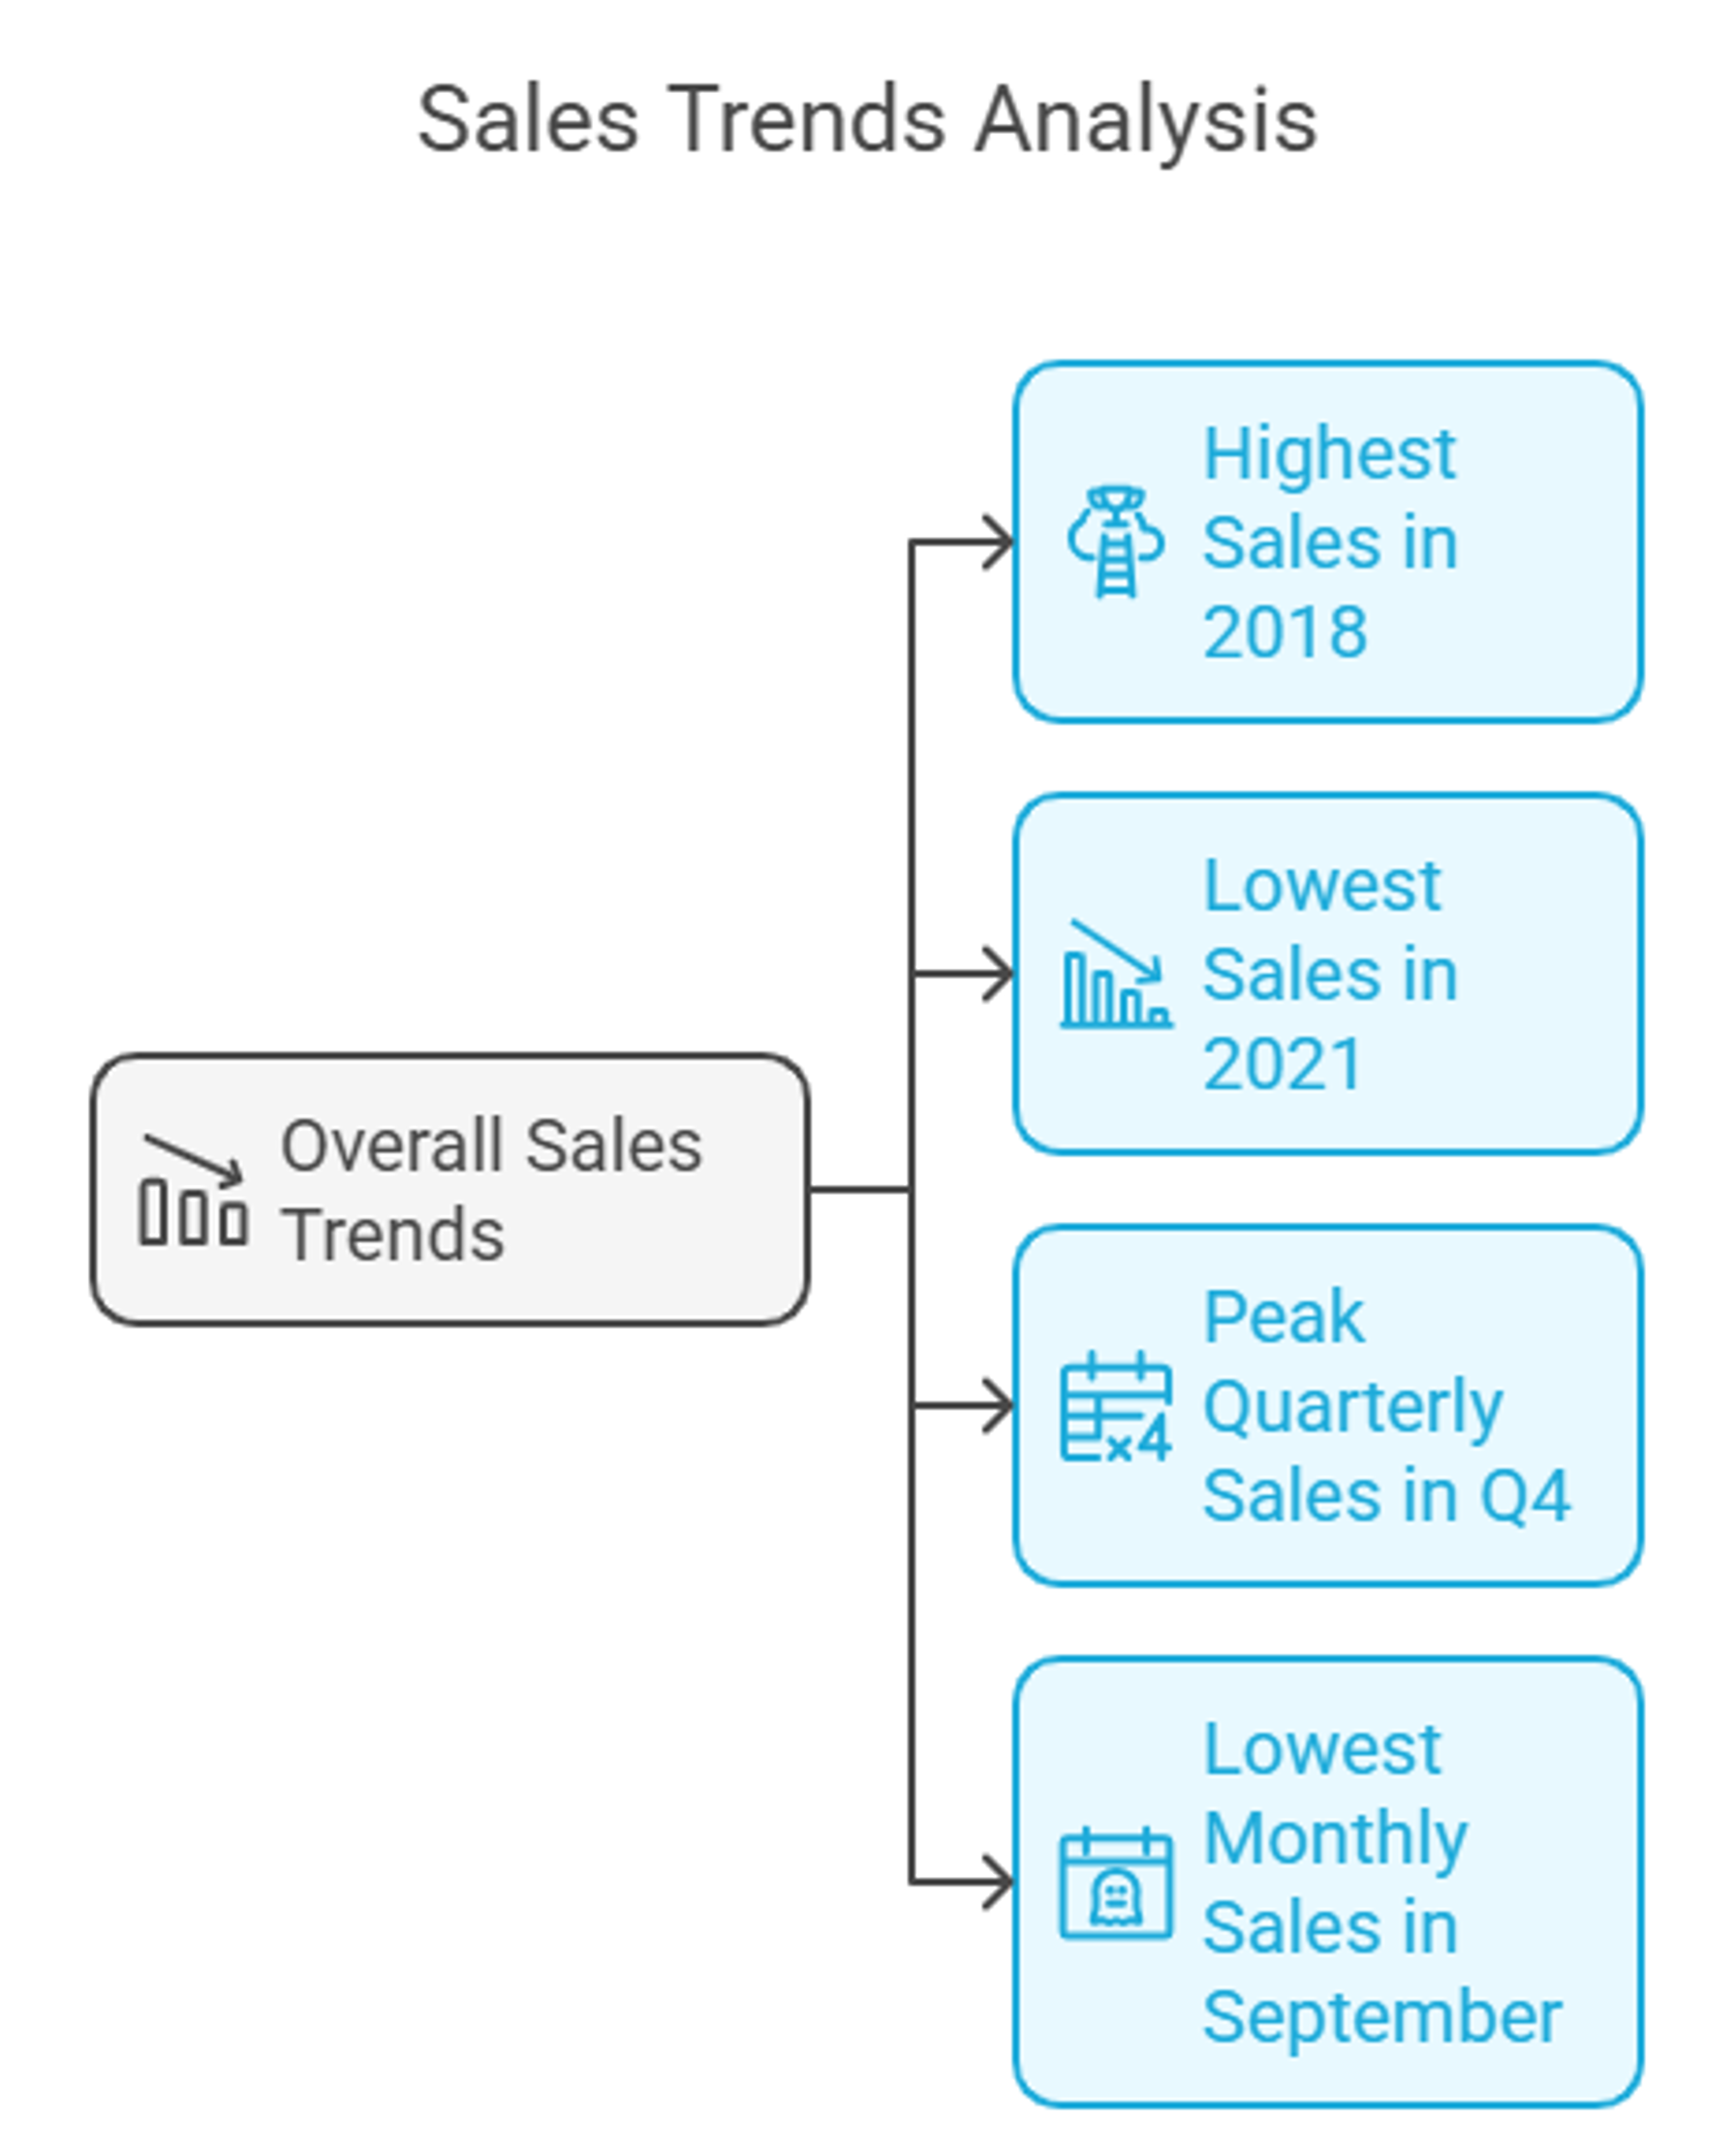 Sales Trends Analysis
Highest
Sales in
2018
Lowest
Sales in
2021
Overall Sales
Trends
Peak
Quarterly
Sales in Q4
×4
Lowest
Monthly
Sales in
September